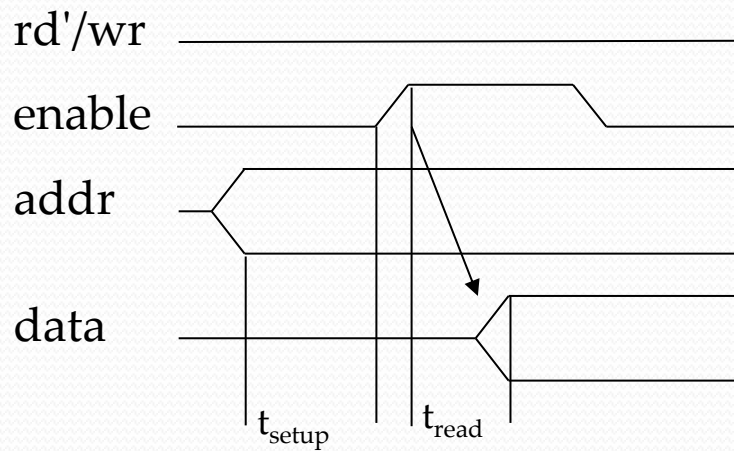 rd'/wr
enable
addr
data
tsetup
tread